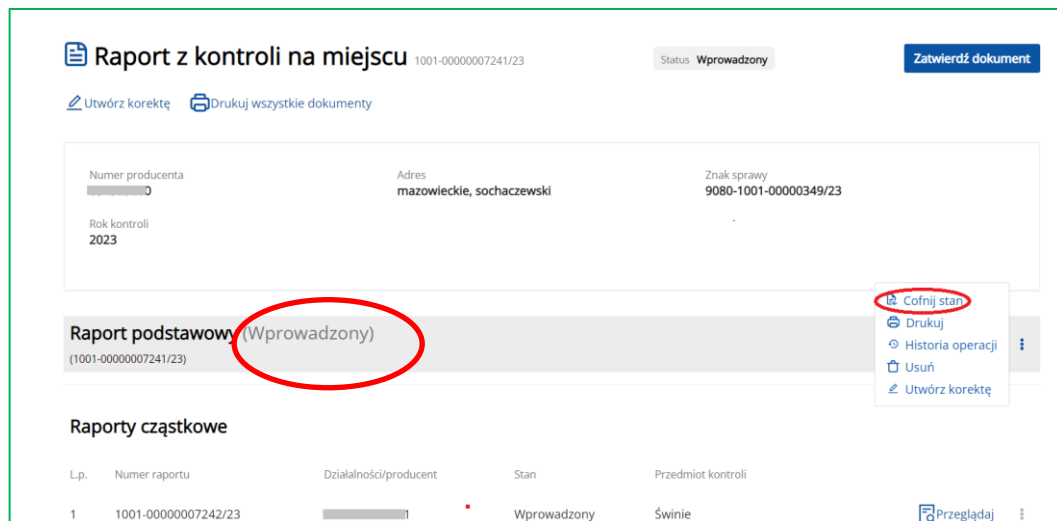 Raport z kontroli na miejscu 1001-00000007241/23
Status Wprowadzony
Zatwierdź dokument
Utwórz korektę Drukuj wszystkie dokumenty
Numer producenta Adres Znak sprawy
0 mazowieckie, sochaczewski 9080-1001-00000349/23
Rok kontroli
2023
Cofnij stan
Drukuj
Historia operacji
Usuń
Utwórz korektę
Raport podstawowy (Wprowadzony)
(1001-00000007241/23)
Raporty cząstkowe
L.p. Numer raportu Działalności/producent Stan Przedmiot kontroli
1 1001-00000007242/23 1 Wprowadzony Świnie Przeglądaj